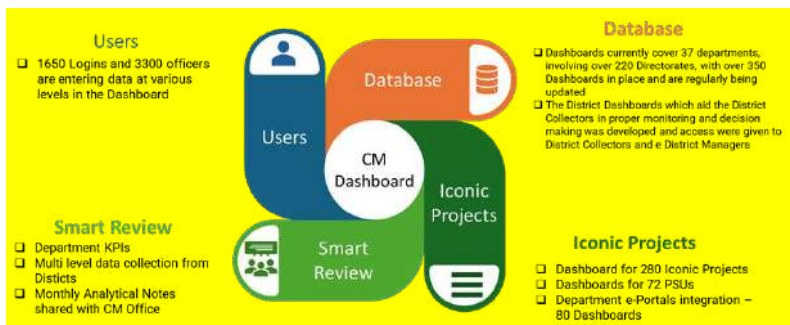 Users
❑ 1650 Logins and 3300 officers
are entering data at various
levels in the Dashboard
Database
❑ Dashboards currently cover 37 departments,
involving over 220 Directorates, with over 350
Dashboards in place and are regularly being
updated
❑ The District Dashboards which aid the District
Collectors in proper monitoring and decision
making was developed and access were given to
District Collectors and e District Managers
Database
Users
CM
Dashboard
Iconic
Projects
Smart
Review
Smart Review
❑ Department KPIs
❑ Multi level data collection from
Disticts
❑ Monthly Analytical Notes
shared with CM Office
Iconic Projects
❑ Dashboard for 280 Iconic Projects
❑ Dashboards for 72 PSUs
❑ Department e-Portals integration –
80 Dashboards